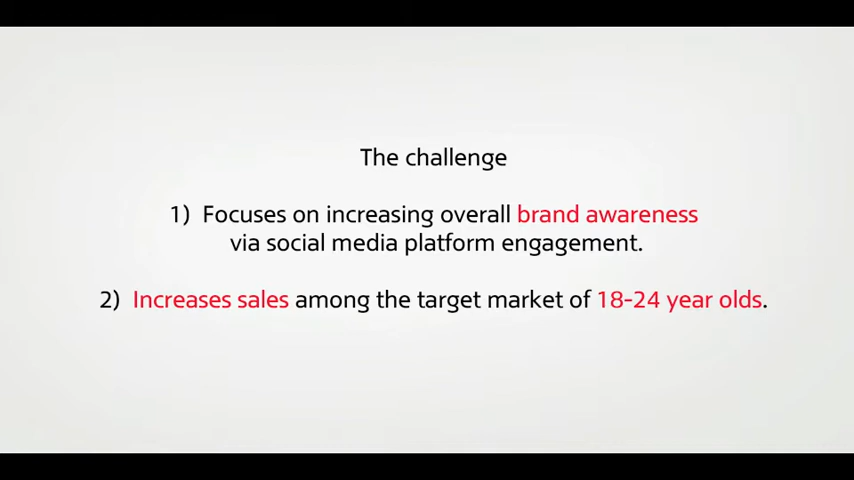 The challenge
1) Focuses on increasing overall brand awareness
via social media platform engagement.
2) Increases sales among the target market of 18-24 year olds.